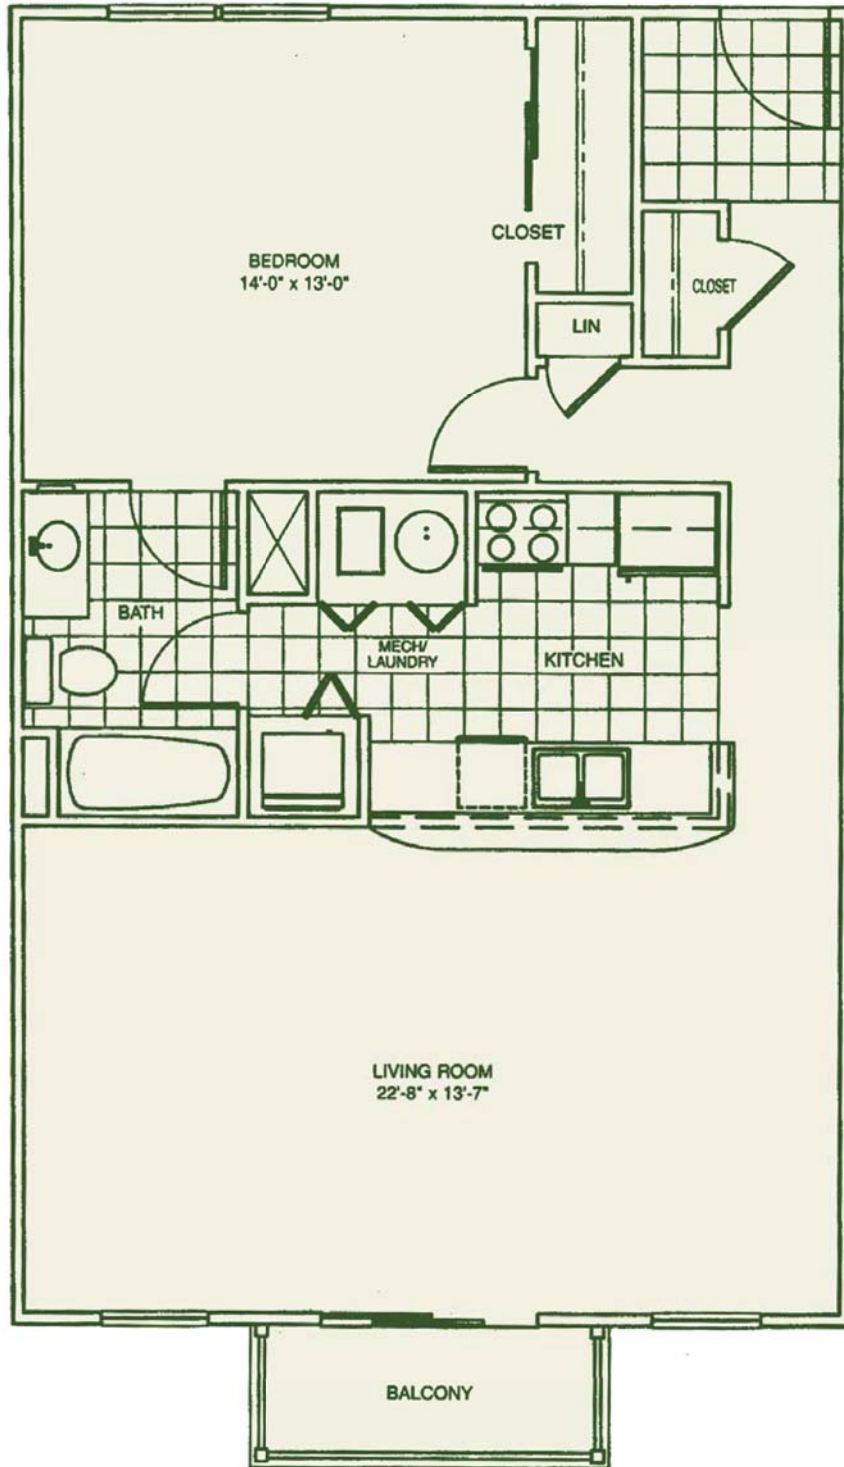 BEDROOM
14'-0" x 13'-0"
CLOSET
CLOSET
LIN
BATH
MECH/
LAUNDRY
KITCHEN
LIVING ROOM
22'-8" x 13'-7"
BALCONY